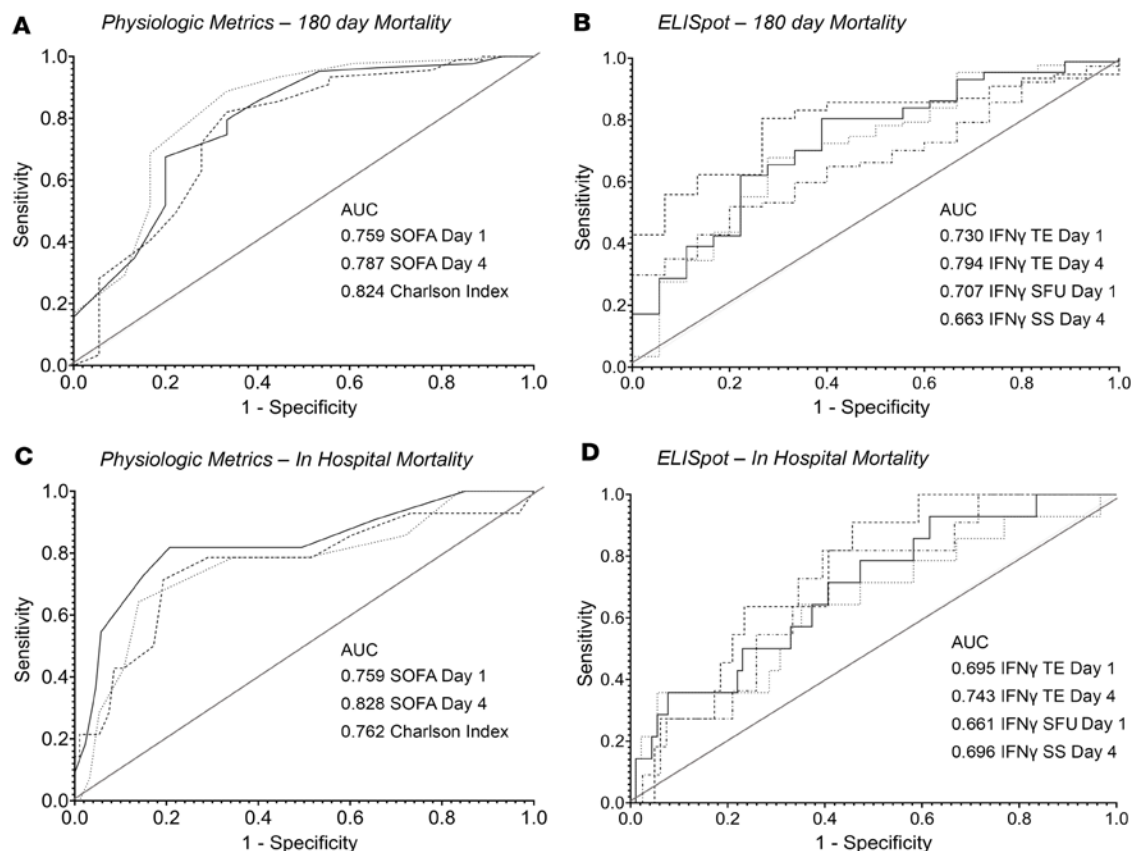 A
Physiologic Metrics – 180 day Mortality
1.0
0.8
0.6
0.4
0.2
0.0
Sensitivity
AUC
0.759 SOFA Day 1
0.787 SOFA Day 4
0.824 Charlson Index
0.0
0.2
0.4
0.6
0.8
1.0
1 - Specificity
B
ELISpot – 180 day Mortality
1.0
0.8
0.6
0.4
0.2
0.0
Sensitivity
AUC
0.730 IFNγ TE Day 1
0.794 IFNγ TE Day 4
0.707 IFNγ SFU Day 1
0.663 IFNγ SS Day 4
0.0
0.2
0.4
0.6
0.8
1.0
1 - Specificity
C
Physiologic Metrics – In Hospital Mortality
1.0
0.8
0.6
0.4
0.2
0.0
Sensitivity
AUC
0.759 SOFA Day 1
0.828 SOFA Day 4
0.762 Charlson Index
0.0
0.2
0.4
0.6
0.8
1.0
1 - Specificity
D
ELISpot – In Hospital Mortality
1.0
0.8
0.6
0.4
0.2
0.0
Sensitivity
AUC
0.695 IFNγ TE Day 1
0.743 IFNγ TE Day 4
0.661 IFNγ SFU Day 1
0.696 IFNγ SS Day 4
0.0
0.2
0.4
0.6
0.8
1.0
1 - Specificity